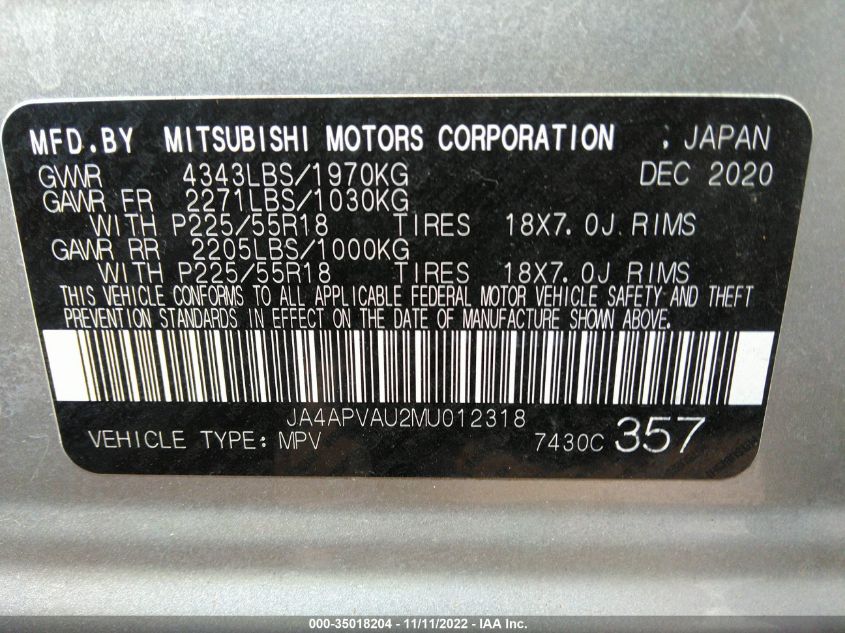 MFD.BY MITSUBISHI MOTORS CORPORATION : JAPAN
GVWR 4343LBS/1970KG DEC 2020
GAWR FR 2271LBS/1030KG
WITH P225/55R18 TIRES 18X7.0J RIMS
GAWR RR 2205LBS/1000KG
WITH P225/55R18 TIRES 18X7.0J RIMS
THIS VEHICLE CONFORMS TO ALL APPLICABLE FEDERAL MOTOR VEHICLE SAFETY AND THEFT
PREVENTION STANDARDS IN EFFECT ON THE DATE OF MANUFACTURE SHOWN ABOVE.
JA4APVAU2MU012318
VEHICLE TYPE: MPV 7430C 357
000-35018204 - 11/11/2022 - IAA Inc.